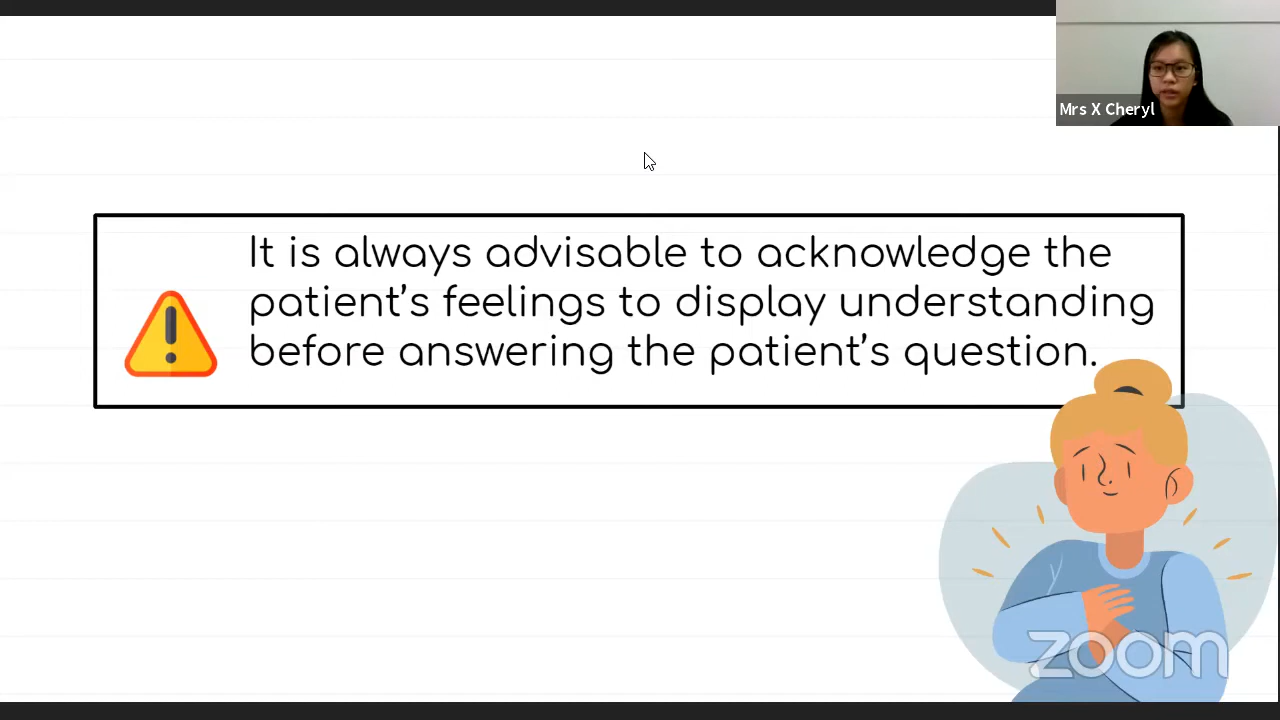 Mrs X Cheryl
It is always advisable to acknowledge the
patient's feelings to display understanding
before answering the patient's question.
zoom